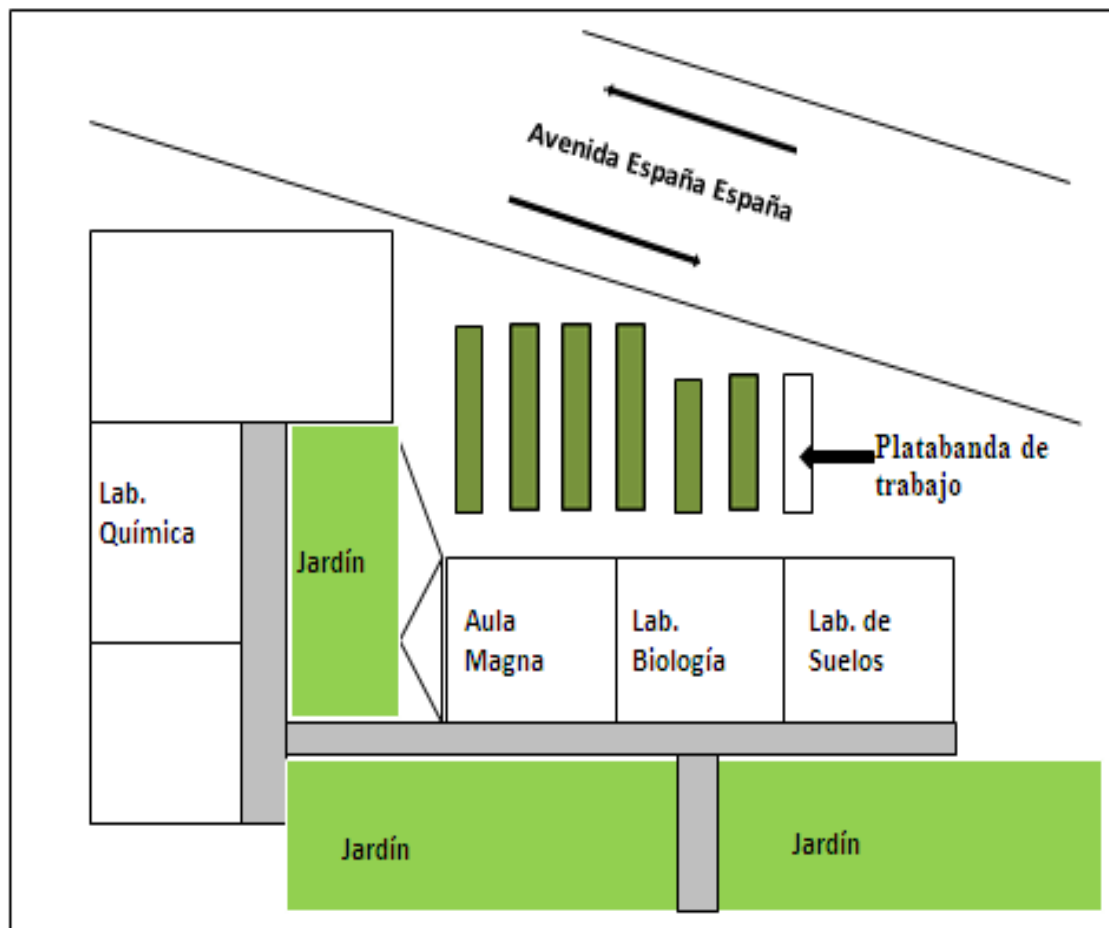 Avenida España España
Platabanda de
trabajo
Lab.
Química
Jardín
Aula
Magna
Lab.
Biología
Lab. de
Suelos
Jardín
Jardín